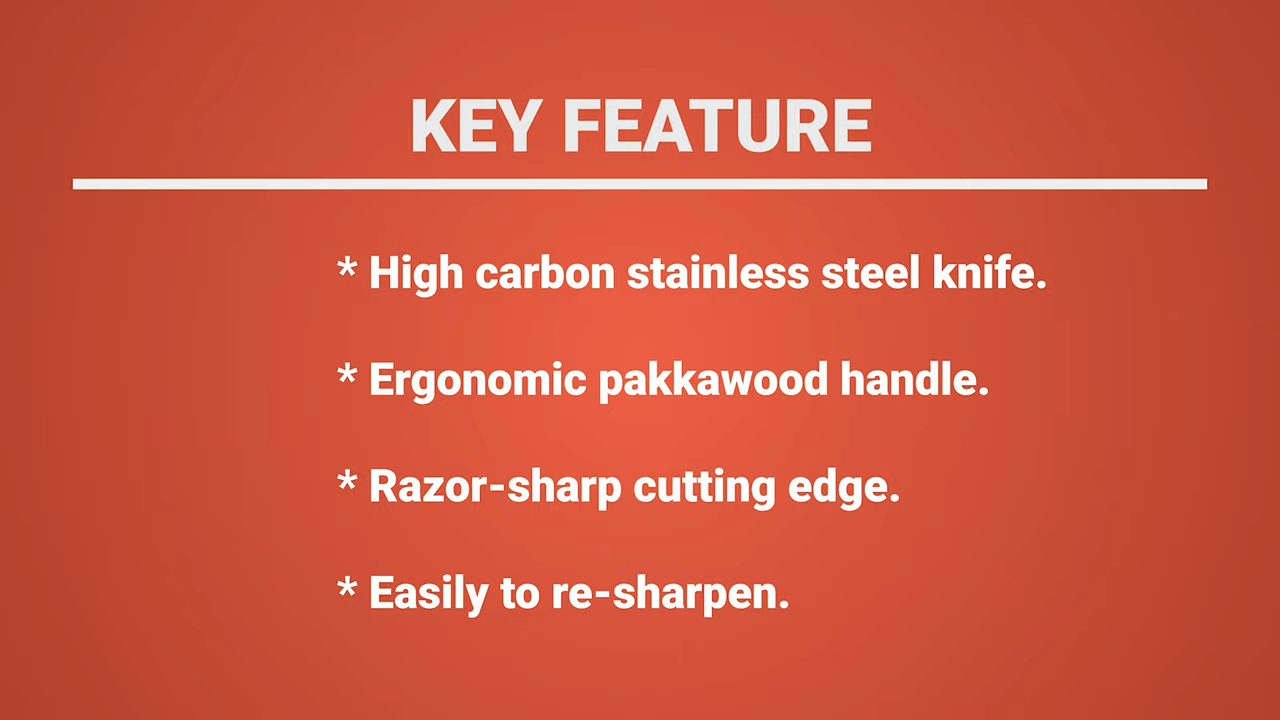 KEY FEATURE
* High carbon stainless steel knife.
* Ergonomic pakkawood handle.
* Razor-sharp cutting edge.
* Easily to re-sharpen.